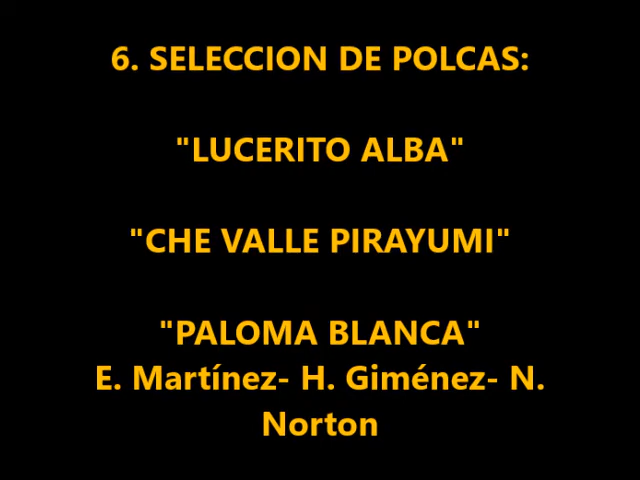 6. SELECCION DE POLCAS:
"LUCERITO ALBA"
"CHE VALLE PIRAYUMI"
"PALOMA BLANCA"
E. Martínez- H. Giménez- N.
Norton